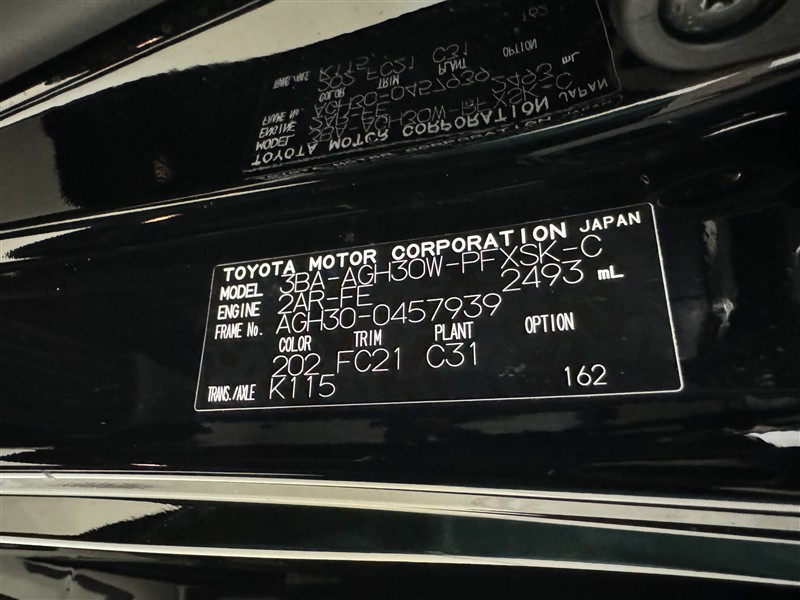 TOYOTA MOTOR CORPORATION JAPAN
MODEL 3BA-AGH30W-PFXSK-C
ENGINE 2AR-FE 2493 mL
FRAME No. AGH30-0457939
COLOR TRIM PLANT OPTION
202 FC21 C31
TRANS./AXLE K115 162